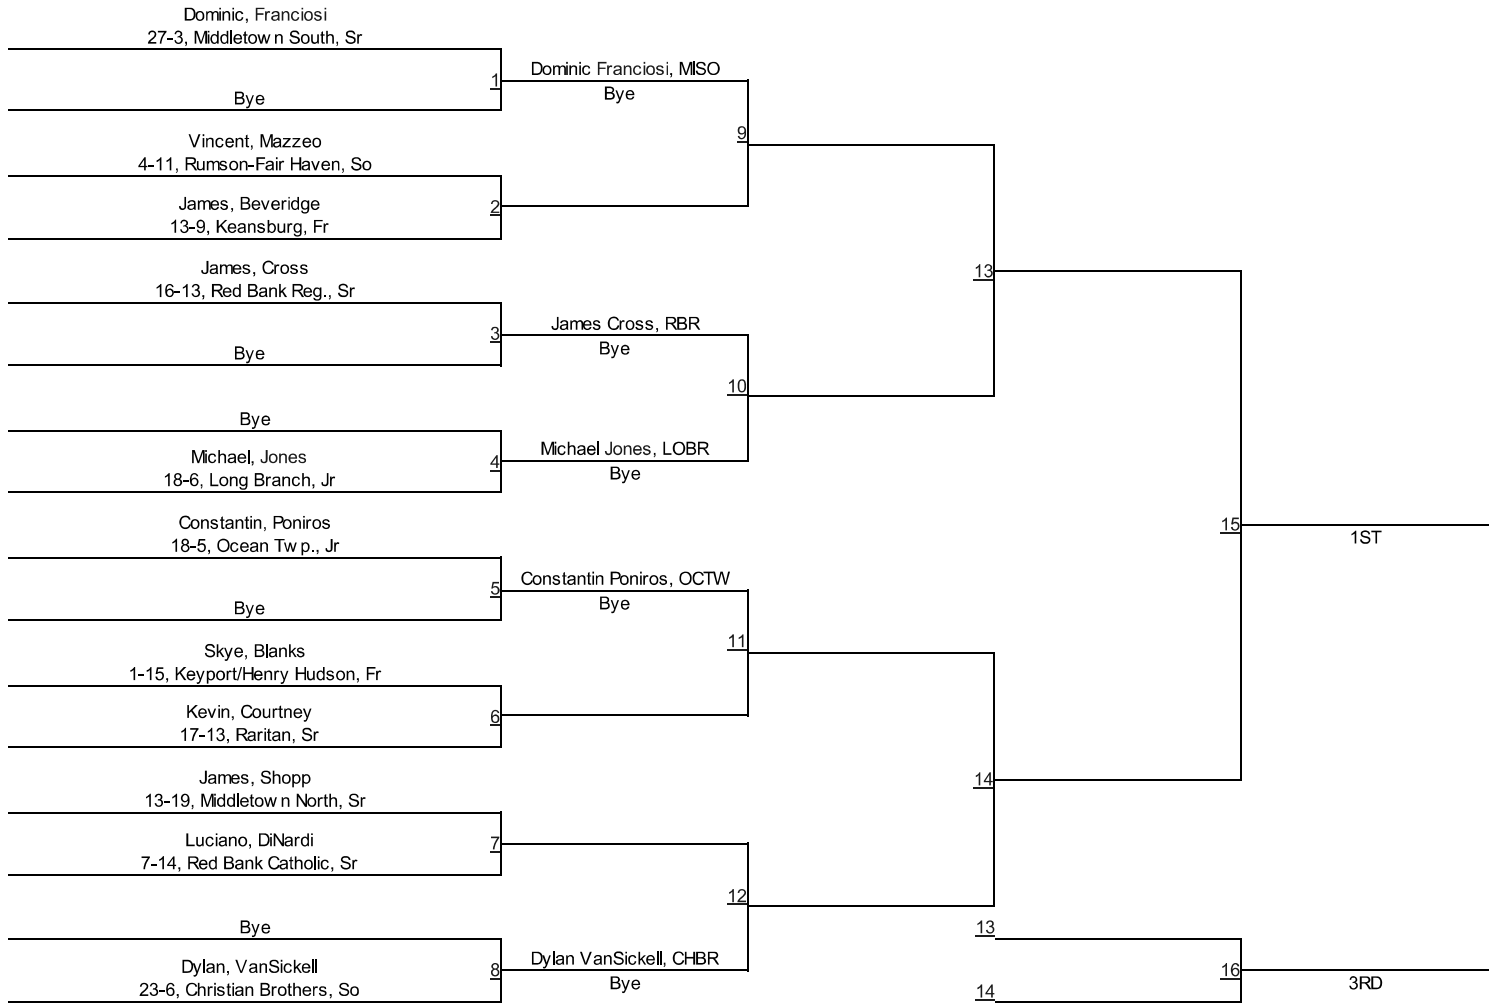 Dominic, Franciosi
27-3, Middletown South, Sr
1
Bye
Dominic Franciosi, MISO
Bye
Vincent, Mazzeo
4-11, Rumson-Fair Haven, So
2
James, Beveridge
13-9, Keansburg, Fr
9
James, Cross
16-13, Red Bank Reg., Sr
3
Bye
James Cross, RBR
Bye
13
10
Bye
4
Michael, Jones
18-6, Long Branch, Jr
Michael Jones, LOBR
Bye
15
1ST
Constantin, Poniros
18-5, Ocean Twp., Jr
5
Bye
Constantin Poniros, OCTW
Bye
11
Skye, Blanks
1-15, Keyport/Henry Hudson, Fr
6
Kevin, Courtney
17-13, Raritan, Sr
14
James, Shopp
13-19, Middletown North, Sr
7
Luciano, DiNardi
7-14, Red Bank Catholic, Sr
12
Bye
8
Dylan, VanSickell
23-6, Christian Brothers, So
Dylan VanSickell, CHBR
Bye
13
16
3RD
14